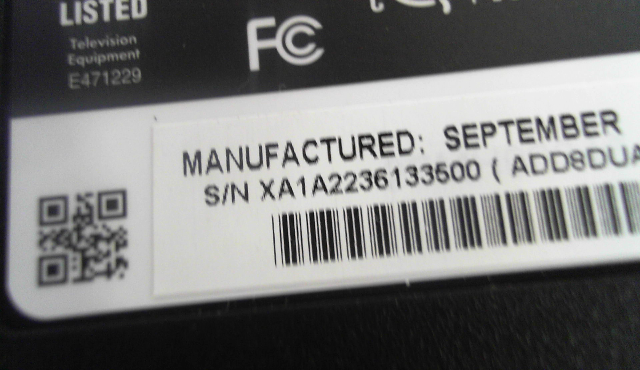 LISTED
Television
Equipment
E471229
FC
MANUFACTURED: SEPTEMBER
S/N XA1A2236133500 ( ADD8DUA